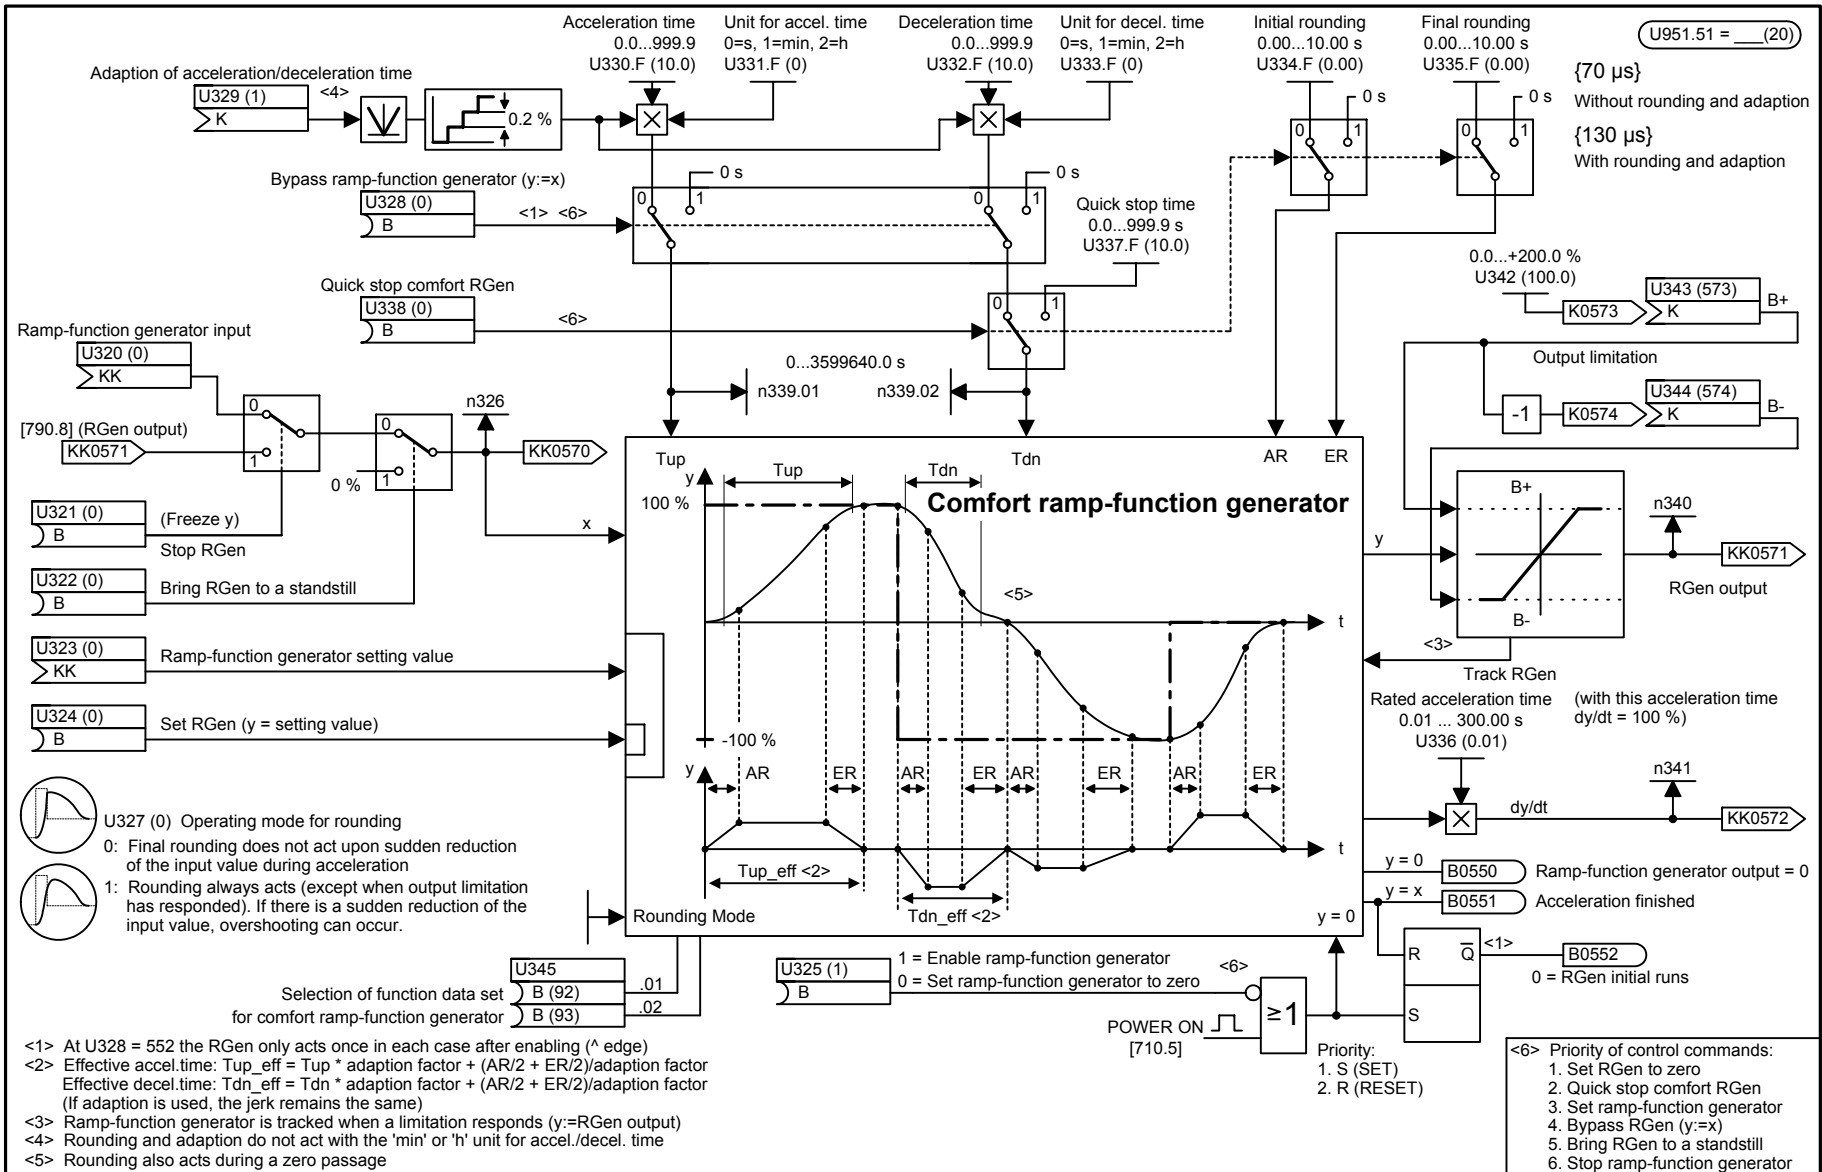 Acceleration time
0.0...999.9
U330.F (10.0)
Unit for accel. time
0=s, 1=min, 2=h
U331.F (0)
Deceleration time
0.0...999.9
U332.F (10.0)
Unit for decel. time
0=s, 1=min, 2=h
U333.F (0)
Initial rounding
0.00...10.00 s
U334.F (0.00)
Final rounding
0.00...10.00 s
U335.F (0.00)
U951.51 = ___(20)
{70 µs}
Without rounding and adaption
{130 µs}
With rounding and adaption
Adaption of acceleration/deceleration time
U329 (1)
K
<4>
0.2 %
0 s
0 s
0
1
0
1
Bypass ramp-function generator (y:=x)
U328 (0)
B
<1> <6>
0 s
0 s
0
1
0
1
Quick stop time
0.0...999.9 s
U337.F (10.0)
Quick stop comfort RGen
U338 (0)
B
<6>
0
1
0.0...+200.0 %
U342 (100.0)
K0573
U343 (573)
K
B+
Output limitation
-1
K0574
U344 (574)
K
B-
Ramp-function generator input
U320 (0)
KK
[790.8] (RGen output)
KK0571
0
1
0
1
0 %
n326
KK0570
0...3599640.0 s
n339.01
n339.02
U321 (0)
B
(Freeze y)
Stop RGen
U322 (0)
B
Bring RGen to a standstill
x
U323 (0)
KK
Ramp-function generator setting value
U324 (0)
B
Set RGen (y = setting value)
Tup
Tdn
AR
ER
Comfort ramp-function generator
y
Tup
Tdn
100 %
<5>
t
-100 %
y
AR
ER
AR
ER
AR
ER
AR
ER
t
Tup_eff <2>
Tdn_eff <2>
Rounding Mode
y = 0
y
B+
B-
n340
KK0571
RGen output
<3>
Track RGen
Rated acceleration time
0.01 ... 300.00 s
U336 (0.01)
(with this acceleration time
dy/dt = 100 %)
dy/dt
n341
KK0572
y = 0
B0550
Ramp-function generator output = 0
y = x
B0551
Acceleration finished
R
Q
S
<1>
B0552
0 = RGen initial runs
U327 (0) Operating mode for rounding
0: Final rounding does not act upon sudden reduction
of the input value during acceleration
1: Rounding always acts (except when output limitation
has responded). If there is a sudden reduction of the
input value, overshooting can occur.
Selection of function data set
for comfort ramp-function generator
U345
B (92)
B (93)
.01
.02
U325 (1)
B
1 = Enable ramp-function generator
0 = Set ramp-function generator to zero
<6>
≥1
POWER ON
[710.5]
Priority:
1. S (SET)
2. R (RESET)
<1> At U328 = 552 the RGen only acts once in each case after enabling (^ edge)
<2> Effective accel.time: Tup_eff = Tup * adaption factor + (AR/2 + ER/2)/adaption factor
Effective decel.time: Tdn_eff = Tdn * adaption factor + (AR/2 + ER/2)/adaption factor
(If adaption is used, the jerk remains the same)
<3> Ramp-function generator is tracked when a limitation responds (y:=RGen output)
<4> Rounding and adaption do not act with the 'min' or 'h' unit for accel./decel. time
<5> Rounding also acts during a zero passage
<6> Priority of control commands:
1. Set RGen to zero
2. Quick stop comfort RGen
3. Set ramp-function generator
4. Bypass RGen (y:=x)
5. Bring RGen to a standstill
6. Stop ramp-function generator